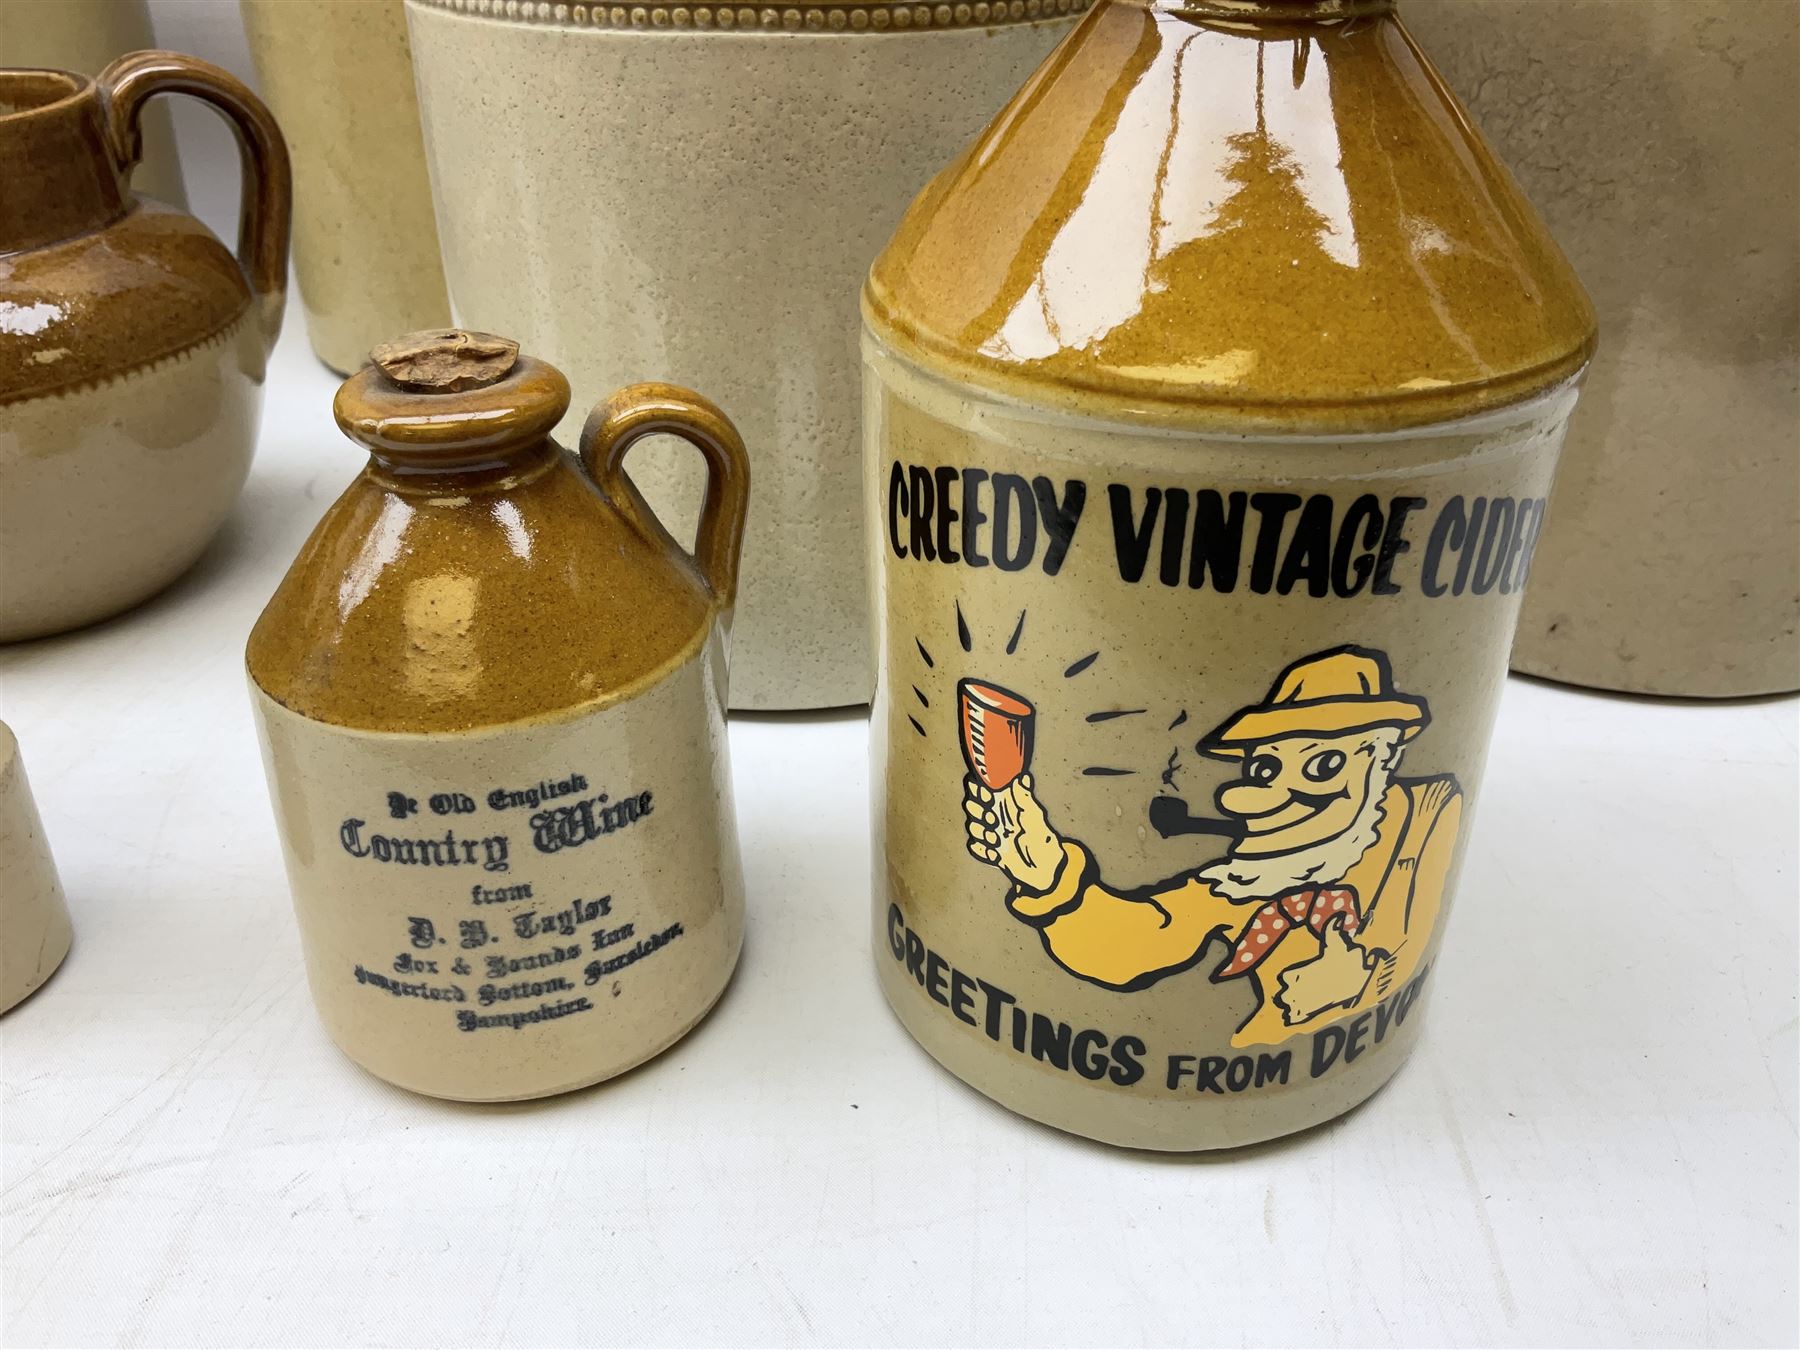 Ye Old English
Country Wine
from
D. B. Taylor
Fox & Hounds Inn
Hungerford Bottom, Bursledon,
Hampshire.
CREEDY VINTAGE CIDER
GREETINGS FROM DEVON